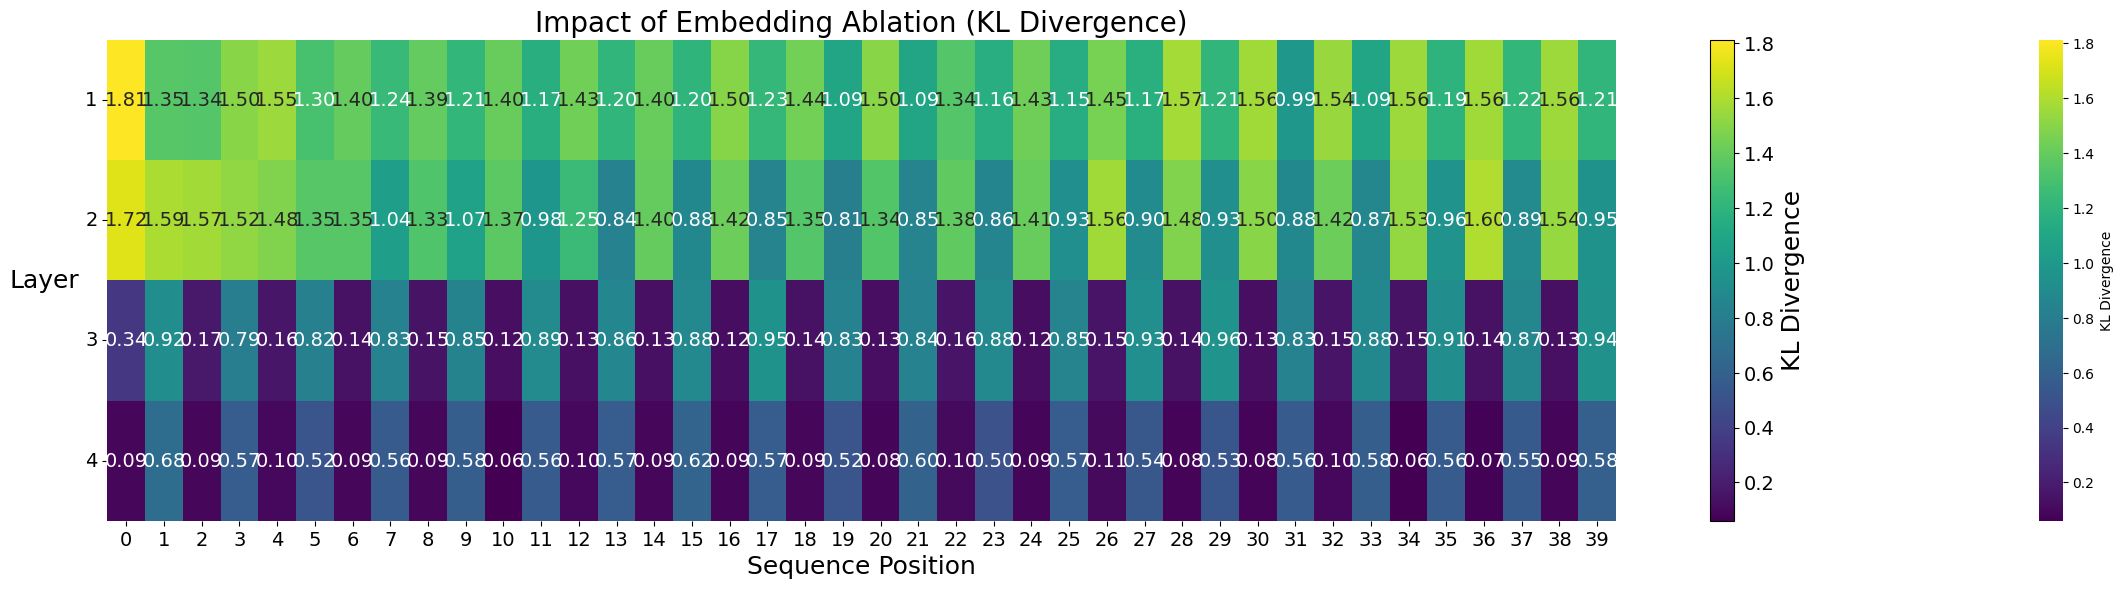 Impact of Embedding Ablation (KL Divergence)
1 1.81 1.35 1.34 1.50 1.55 1.30 1.40 1.24 1.39 1.21 1.40 1.17 1.43 1.20 1.40 1.20 1.50 1.23 1.44 1.09 1.50 1.09 1.34 1.16 1.43 1.15 1.45 1.17 1.57 1.21 1.56 0.99 1.54 1.09 1.56 1.19 1.56 1.22 1.56 1.21
2 1.72 1.59 1.57 1.52 1.48 1.35 1.35 1.04 1.33 1.07 1.37 0.98 1.25 0.84 1.40 0.88 1.42 0.85 1.35 0.81 1.34 0.85 1.38 0.86 1.41 0.93 1.56 0.90 1.48 0.93 1.50 0.88 1.42 0.87 1.53 0.96 1.60 0.89 1.54 0.95
Layer
3 0.34 0.92 0.17 0.79 0.16 0.82 0.14 0.83 0.15 0.85 0.12 0.89 0.13 0.86 0.13 0.88 0.12 0.95 0.14 0.83 0.13 0.84 0.16 0.88 0.12 0.85 0.15 0.93 0.14 0.96 0.13 0.83 0.15 0.88 0.15 0.91 0.14 0.87 0.13 0.94
4 0.09 0.68 0.09 0.57 0.10 0.52 0.09 0.56 0.09 0.58 0.06 0.56 0.10 0.57 0.09 0.62 0.09 0.57 0.09 0.52 0.08 0.60 0.10 0.50 0.09 0.57 0.11 0.54 0.08 0.53 0.08 0.56 0.10 0.58 0.06 0.56 0.07 0.55 0.09 0.58
0 1 2 3 4 5 6 7 8 9 10 11 12 13 14 15 16 17 18 19 20 21 22 23 24 25 26 27 28 29 30 31 32 33 34 35 36 37 38 39
Sequence Position
1.8
1.6
1.4
1.2
1.0
0.8
0.6
0.4
0.2
KL Divergence
1.8
1.6
1.4
1.2
1.0
0.8
0.6
0.4
0.2
KL Divergence